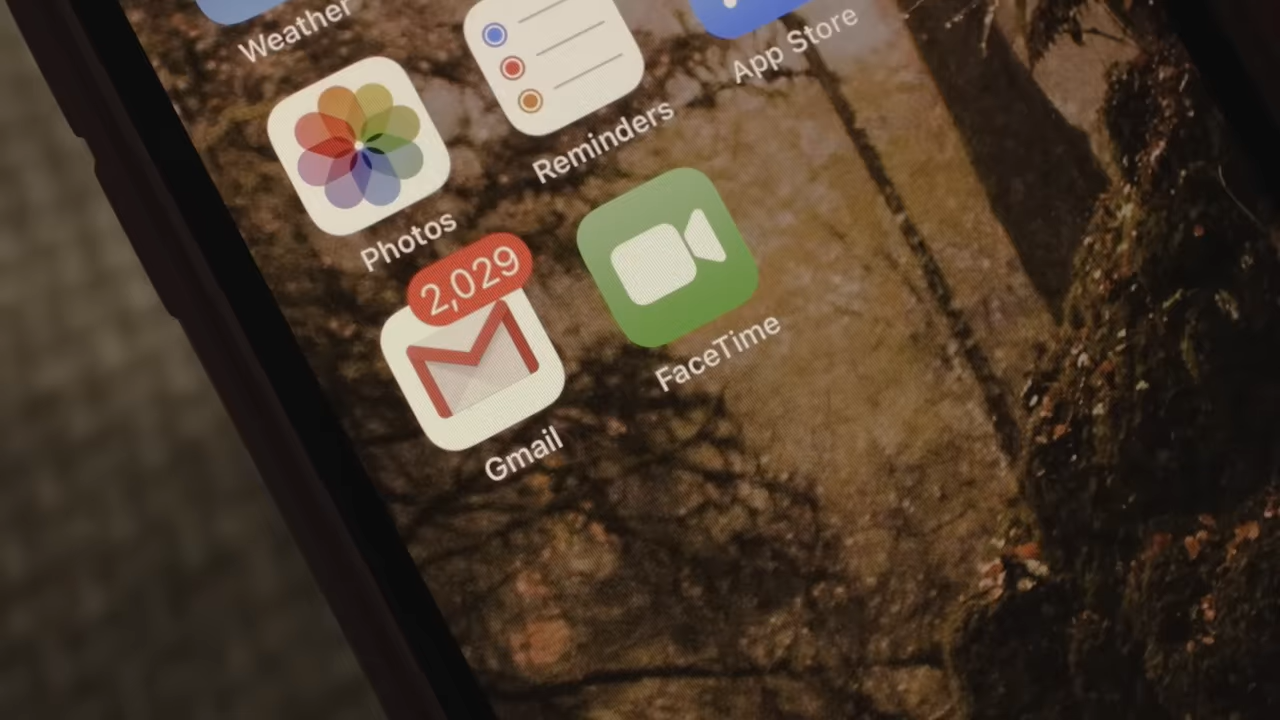 Weather
Reminders
App Store
Photos
2,029
Gmail
FaceTime